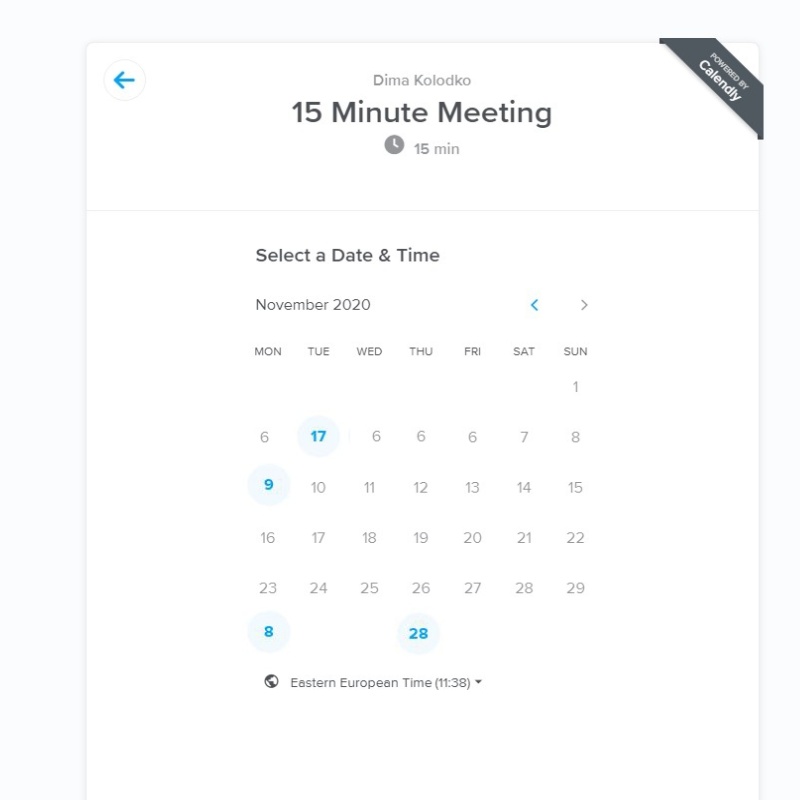 POWERED BY
Calendly
Dima Kolodko
15 Minute Meeting
15 min
Select a Date & Time
November 2020
MON TUE WED THU FRI SAT SUN
1
6 17 6 6 6 7 8
9 10 11 12 13 14 15
16 17 18 19 20 21 22
23 24 25 26 27 28 29
8 28
Eastern European Time (11:38)